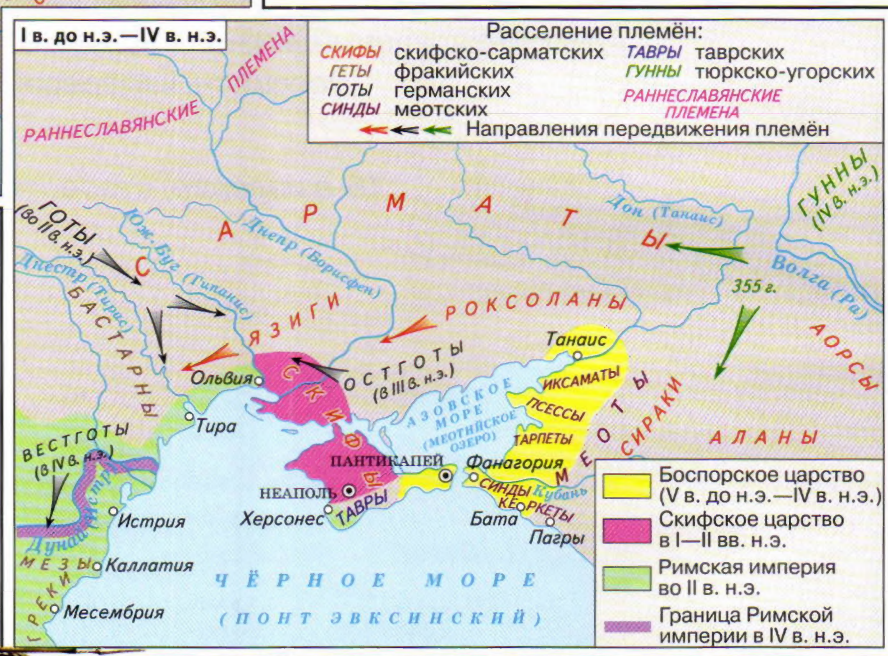 I в. до н.э.—IV в. н.э.
Расселение племён:
СКИФЫ скифско-сарматских
ГЕТЫ фракийских
ГОТЫ германских
СИНДЫ меотских
ТАВРЫ таврских
ГУННЫ тюркско-угорских
РАННЕСЛАВЯНСКИЕ
ПЛЕМЕНА
Направления передвижения племён
РАННЕСЛАВЯНСКИЕ
ПЛЕМЕНА
ГУННЫ
(IV в. н.э.)
ГОТЫ
(во II в. н.э.)
Юж. Буг (Гипанис)
Днепр (Борисфен)
Дон (Танаис)
Волга (Ра)
Днестр (Тирас)
САРМАТЫ
355 г.
БАСТАРНЫ
ЯЗИГИ
РОКСОЛАНЫ
АОРСЫ
Танаис
Ольвия
СКИФЫ
ОСТГОТЫ
(в III в. н.э.)
АЗОВСКОЕ
МОРЕ
(МЕОТИЙСКОЕ
ОЗЕРО)
ИКСАМАТЫ
ПСЕССЫ
ТАРПЕТЫ
МЕОТЫ
СИРАКИ
АЛАНЫ
Тира
ВЕСТГОТЫ
(в IV в. н.э.)
ПАНТИКАПЕЙ
Фанагория
НЕАПОЛЬ
ТАВРЫ
СИНДЫ
Кубань
КЕРКЕТЫ
Херсонес
Бата
Пагры
Дунай (Истр)
Истрия
МЕЗЫ
Каллатия
ГРЕКИ
Месембрия
ЧЁРНОЕ МОРЕ
(ПОНТ ЭВКСИНСКИЙ)
Боспорское царство
(V в. до н.э.—IV в. н.э.)
Скифское царство
в I—II вв. н.э.
Римская империя
во II в. н.э.
Граница Римской
империи в IV в. н.э.